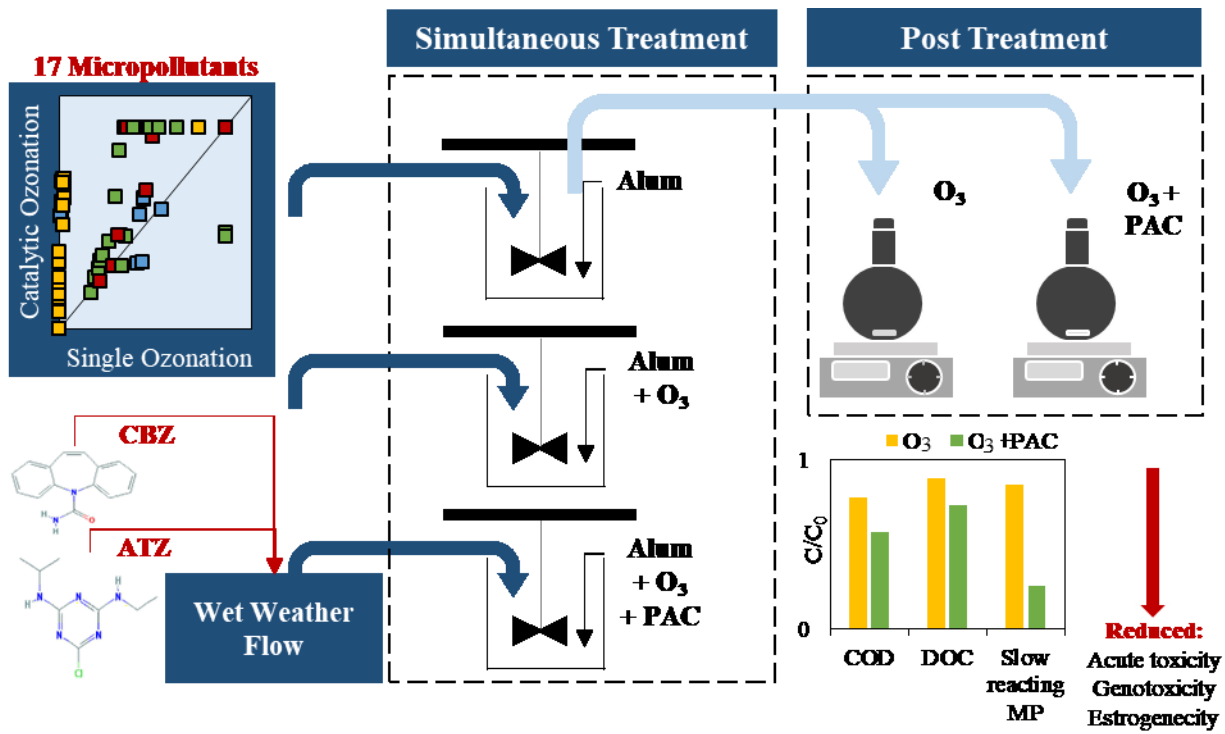 Simultaneous Treatment
Post Treatment
17 Micropollutants
Catalytic Ozonation
Single Ozonation
Alum
O₃
O₃ +
PAC
Alum
+ O₃
CBZ
N
H
N
H
O
ATZ
H
N
N
H
N
N
N
Cl
Wet Weather
Flow
Alum
+ O₃
+ PAC
O₃
O₃ +PAC
1
C/C₀
0
COD
DOC
Slow
reacting
MP
Reduced:
Acute toxicity
Genotoxicity
Estrogenecity